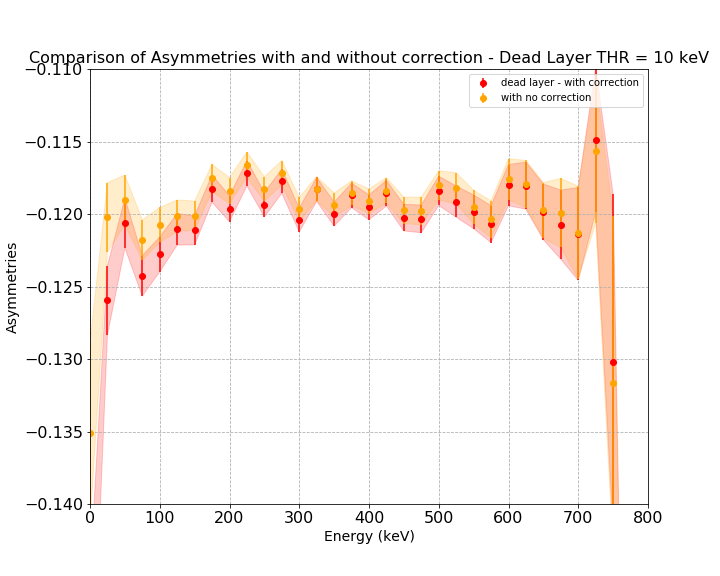 Comparison of Asymmetries with and without correction - Dead Layer THR = 10 keV
−0.110
−0.115
−0.120
−0.125
−0.130
−0.135
−0.140
Asymmetries
dead layer - with correction
with no correction
0 100 200 300 400 500 600 700 800
Energy (keV)